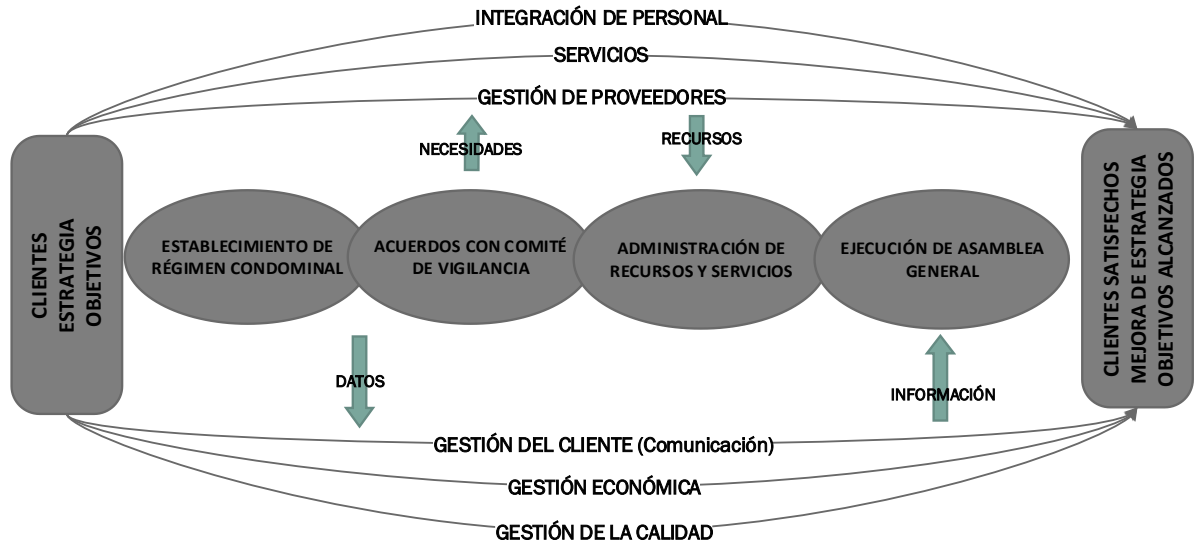 INTEGRACIÓN DE PERSONAL
SERVICIOS
GESTIÓN DE PROVEEDORES
NECESIDADES
RECURSOS
CLIENTES
ESTRATEGIA
OBJETIVOS
ESTABLECIMIENTO DE
RÉGIMEN CONDOMINAL
ACUERDOS CON COMITÉ
DE VIGILANCIA
ADMINISTRACIÓN DE
RECURSOS Y SERVICIOS
EJECUCIÓN DE ASAMBLEA
GENERAL
CLIENTES SATISFECHOS
MEJORA DE ESTRATEGIA
OBJETIVOS ALCANZADOS
DATOS
INFORMACIÓN
GESTIÓN DEL CLIENTE (Comunicación)
GESTIÓN ECONÓMICA
GESTIÓN DE LA CALIDAD